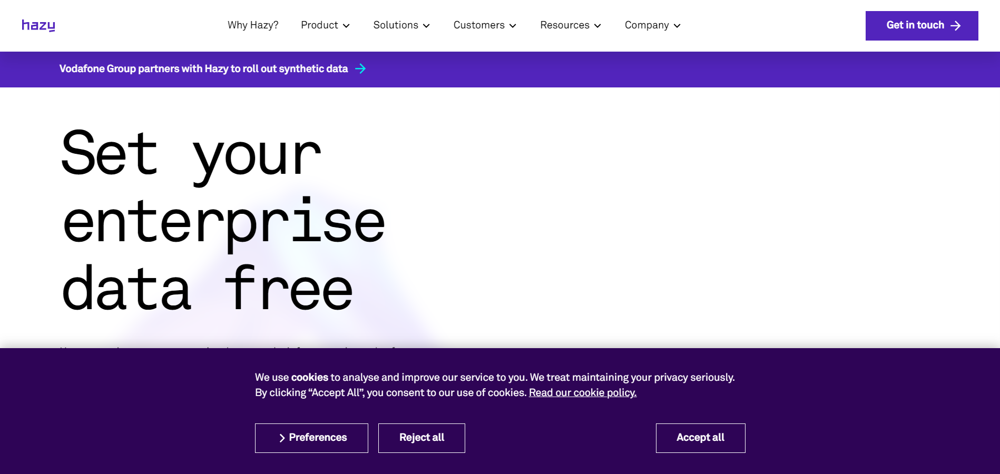 hazy
Why Hazy? Product Solutions Customers Resources Company
Get in touch
Vodafone Group partners with Hazy to roll out synthetic data
Set your
enterprise
data free
We use cookies to analyse and improve our service to you. We treat maintaining your privacy seriously.
By clicking “Accept All”, you consent to our use of cookies. Read our cookie policy.
Preferences
Reject all
Accept all